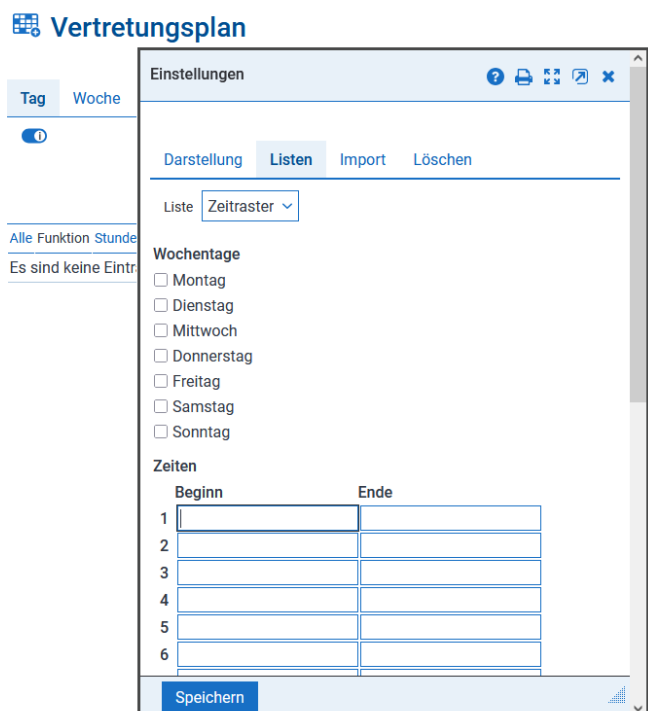 Vertretungsplan
Einstellungen
Tag Woche
Darstellung Listen Import Löschen
Liste Zeitraster
Alle Funktion Stunde
Es sind keine Eintr
Wochentage
Montag
Dienstag
Mittwoch
Donnerstag
Freitag
Samstag
Sonntag
Zeiten
Beginn Ende
1
2
3
4
5
6
Speichern